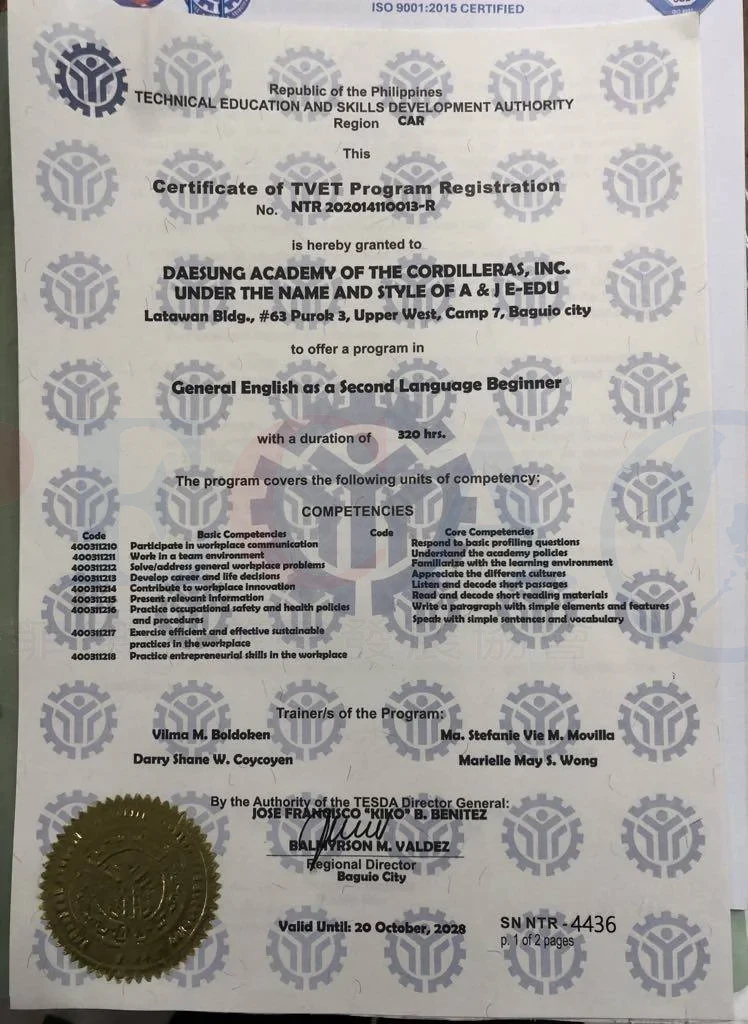 ISO 9001:2015 CERTIFIED
Republic of the Philippines
TECHNICAL EDUCATION AND SKILLS DEVELOPMENT AUTHORITY
Region CAR
This
Certificate of TVET Program Registration
No. NTR 202014110013-R
is hereby granted to
DAESUNG ACADEMY OF THE CORDILLERAS, INC.
UNDER THE NAME AND STYLE OF A & J E-EDU
Latawan Bldg., #63 Purok 3, Upper West, Camp 7, Baguio city
to offer a program in
General English as a Second Language Beginner
with a duration of 320 hrs.
The program covers the following units of competency:
COMPETENCIES
Code Basic Competencies
400311210 Participate in workplace communication
400311211 Work in a team environment
400311212 Solve/address general workplace problems
400311213 Develop career and life decisions
400311214 Contribute to workplace innovation
400311215 Present relevant information
400311216 Practice occupational safety and health policies
and procedures
400311217 Exercise efficient and effective sustainable
practices in the workplace
400311218 Practice entrepreneurial skills in the workplace
Code Core Competencies
Respond to basic profiling questions
Understand the academy policies
Familiarize with the learning environment
Appreciate the different cultures
Listen and decode short passages
Read and decode short reading materials
Write a paragraph with simple elements and features
Speak with simple sentences and vocabulary
Trainer/s of the Program:
Vilma M. Boldoken Ma. Stefanie Vie M. Movilla
Darry Shane W. Coycoyen Marielle May S. Wong
By the Authority of the TESDA Director General:
JOSE FRANCISCO "KIKO" B. BENITEZ
BALMYRSON M. VALDEZ
Regional Director
Baguio City
Valid Until: 20 October, 2028
SN NTR - 4436
p. 1 of 2 pages